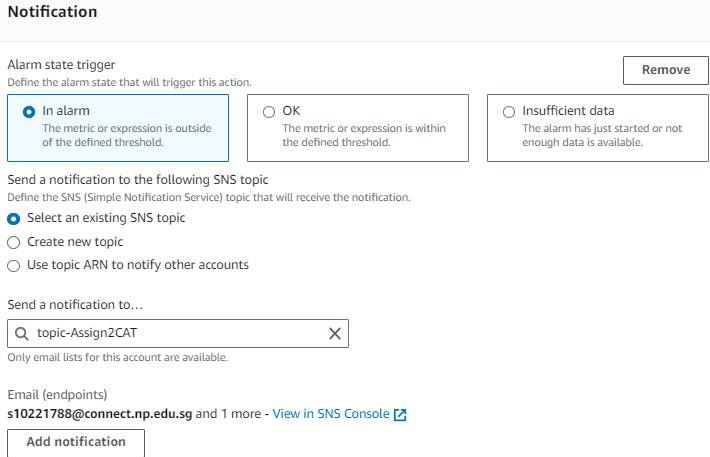 Notification
Alarm state trigger
Define the alarm state that will trigger this action.
Remove
In alarm
The metric or expression is outside
of the defined threshold.
OK
The metric or expression is within
the defined threshold.
Insufficient data
The alarm has just started or not
enough data is available.
Send a notification to the following SNS topic
Define the SNS (Simple Notification Service) topic that will receive the notification.
Select an existing SNS topic
Create new topic
Use topic ARN to notify other accounts
Send a notification to…
topic-Assign2CAT
Only email lists for this account are available.
Email (endpoints)
s10221788@connect.np.edu.sg and 1 more - View in SNS Console
Add notification